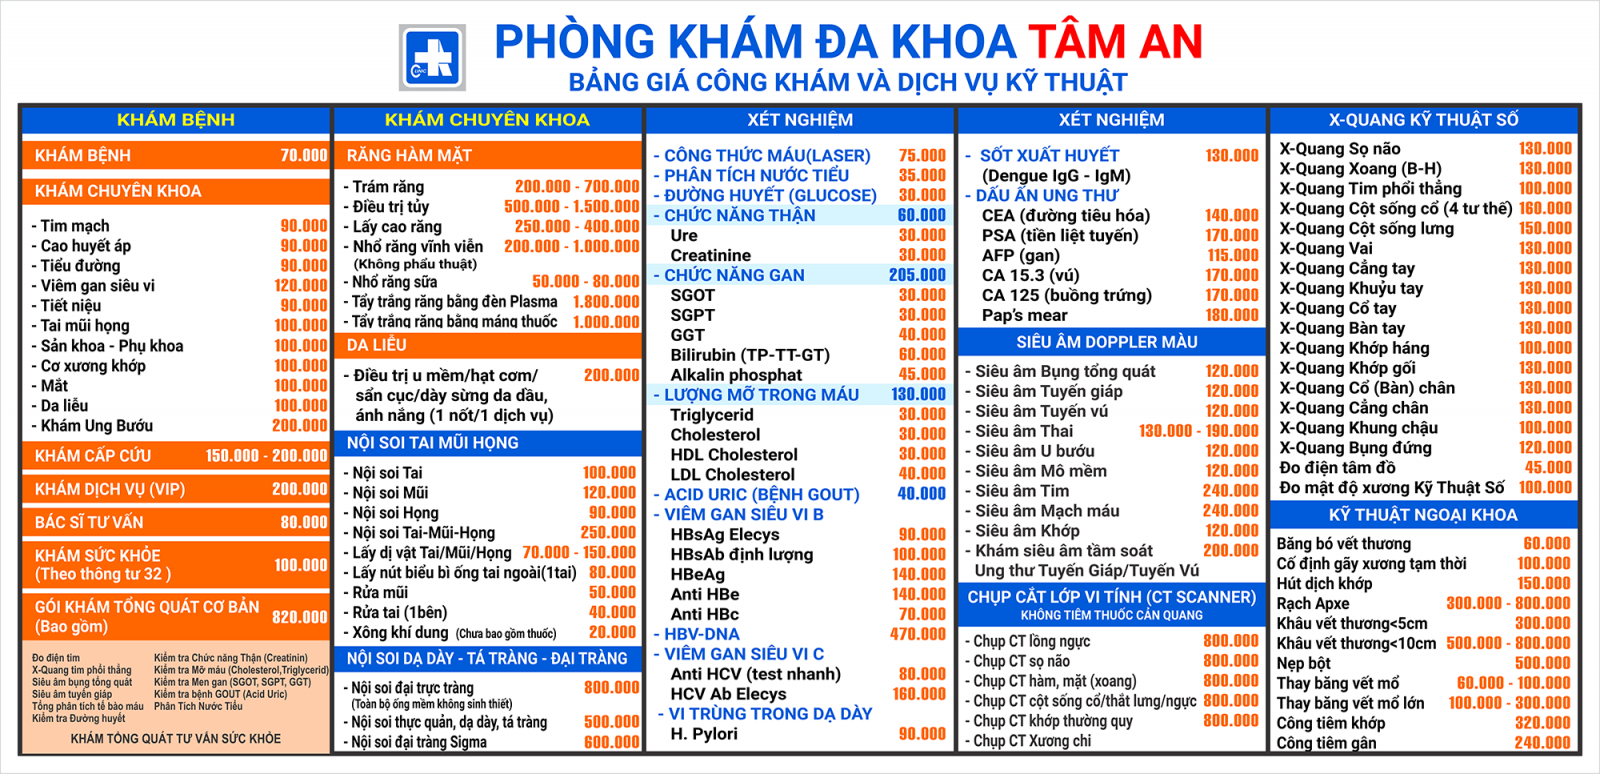 PHÒNG KHÁM ĐA KHOA TÂM AN
BẢNG GIÁ CÔNG KHÁM VÀ DỊCH VỤ KỸ THUẬT
KHÁM BỆNH
KHÁM BỆNH 70.000
KHÁM CHUYÊN KHOA
- Tim mạch 90.000
- Cao huyết áp 90.000
- Tiểu đường 90.000
- Viêm gan siêu vi 120.000
- Tiết niệu 90.000
- Tai mũi họng 100.000
- Sản khoa - Phụ khoa 100.000
- Cơ xương khớp 100.000
- Mắt 100.000
- Da liễu 100.000
- Khám Ung Bướu 200.000
KHÁM CẤP CỨU 150.000 - 200.000
KHÁM DỊCH VỤ (VIP) 200.000
BÁC SĨ TƯ VẤN 80.000
KHÁM SỨC KHỎE 100.000
(Theo thông tư 32 )
GÓI KHÁM TỔNG QUÁT CƠ BẢN 820.000
(Bao gồm)
Đo điện tim Kiểm tra Chức năng Thận (Creatinin)
X-Quang tim phổi thẳng Kiểm tra Mỡ máu (Cholesterol,Triglycerid)
Siêu âm bụng tổng quát Kiểm tra Men gan (SGOT, SGPT, GGT)
Siêu âm tuyến giáp Kiểm tra bệnh GOUT (Acid Uric)
Tổng phân tích tế bào máu Phân Tích Nước Tiểu
Kiểm tra Đường huyết
KHÁM TỔNG QUÁT TƯ VẤN SỨC KHỎE
KHÁM CHUYÊN KHOA
RĂNG HÀM MẶT
- Trám răng 200.000 - 700.000
- Điều trị tủy 500.000 - 1.500.000
- Lấy cao răng 250.000 - 400.000
- Nhổ răng vĩnh viễn 200.000 - 1.000.000
(Không phẩu thuật)
- Nhổ răng sữa 50.000 - 80.000
- Tẩy trắng răng bằng đèn Plasma 1.800.000
- Tẩy trắng răng bằng máng thuốc 1.000.000
DA LIỄU
- Điều trị u mềm/hạt cơm/ 200.000
sẩn cục/dày sừng da dầu,
ánh nắng (1 nốt/1 dịch vụ)
NỘI SOI TAI MŨI HỌNG
- Nội soi Tai 100.000
- Nội soi Mũi 120.000
- Nội soi Họng 90.000
- Nội soi Tai-Mũi-Họng 250.000
- Lấy dị vật Tai/Mũi/Họng 70.000 - 150.000
- Lấy nút biểu bì ống tai ngoài(1tai) 80.000
- Rửa mũi 50.000
- Rửa tai (1bên) 40.000
- Xông khí dung (Chưa bao gồm thuốc) 20.000
NỘI SOI DẠ DÀY - TÁ TRÀNG - ĐẠI TRÀNG
- Nội soi đại trực tràng 800.000
(Toàn bộ ống mềm không sinh thiết)
- Nội soi thực quản, dạ dày, tá tràng 500.000
- Nội soi đại tràng Sigma 600.000
XÉT NGHIỆM
- CÔNG THỨC MÁU(LASER) 75.000
- PHÂN TÍCH NƯỚC TIỂU 35.000
- ĐƯỜNG HUYẾT (GLUCOSE) 30.000
- CHỨC NĂNG THẬN 60.000
Ure 30.000
Creatinine 30.000
- CHỨC NĂNG GAN 205.000
SGOT 30.000
SGPT 30.000
GGT 40.000
Bilirubin (TP-TT-GT) 60.000
Alkalin phosphat 45.000
- LƯỢNG MỠ TRONG MÁU 130.000
Triglycerid 30.000
Cholesterol 30.000
HDL Cholesterol 30.000
LDL Cholesterol 40.000
- ACID URIC (BỆNH GOUT) 40.000
- VIÊM GAN SIÊU VI B
HBsAg Elecys 90.000
HBsAb định lượng 100.000
HBeAg 140.000
Anti HBe 140.000
Anti HBc 70.000
- HBV-DNA 470.000
- VIÊM GAN SIÊU VI C
Anti HCV (test nhanh) 80.000
HCV Ab Elecys 160.000
- VI TRÙNG TRONG DẠ DÀY
H. Pylori 90.000
XÉT NGHIỆM
- SỐT XUẤT HUYẾT 130.000
(Dengue IgG - IgM)
- DẤU ẤN UNG THƯ
CEA (đường tiêu hóa) 140.000
PSA (tiền liệt tuyến) 170.000
AFP (gan) 115.000
CA 15.3 (vú) 170.000
CA 125 (buồng trứng) 170.000
Pap's mear 180.000
SIÊU ÂM DOPPLER MÀU
- Siêu âm Bụng tổng quát 120.000
- Siêu âm Tuyến giáp 120.000
- Siêu âm Tuyến vú 120.000
- Siêu âm Thai 130.000 - 190.000
- Siêu âm U bướu 120.000
- Siêu âm Mô mềm 120.000
- Siêu âm Tim 240.000
- Siêu âm Mạch máu 240.000
- Siêu âm Khớp 120.000
- Khám siêu âm tầm soát 200.000
Ung thư Tuyến Giáp/Tuyến Vú
CHỤP CẮT LỚP VI TÍNH (CT SCANNER)
KHÔNG TIÊM THUỐC CẢN QUANG
- Chụp CT lồng ngực 800.000
- Chụp CT sọ não 800.000
- Chụp CT hàm, mặt (xoang) 800.000
- Chụp CT cột sống cổ/thắt lưng/ngực 800.000
- Chụp CT khớp thường quy 800.000
- Chụp CT Xương chi
X-QUANG KỸ THUẬT SỐ
X-Quang Sọ não 130.000
X-Quang Xoang (B-H) 130.000
X-Quang Tim phổi thẳng 100.000
X-Quang Cột sống cổ (4 tư thế) 160.000
X-Quang Cột sống lưng 150.000
X-Quang Vai 130.000
X-Quang Cẳng tay 130.000
X-Quang Khuỷu tay 130.000
X-Quang Cổ tay 130.000
X-Quang Bàn tay 130.000
X-Quang Khớp háng 100.000
X-Quang Khớp gối 130.000
X-Quang Cổ (Bàn) chân 130.000
X-Quang Cẳng chân 130.000
X-Quang Khung chậu 100.000
X-Quang Bụng đứng 120.000
Đo điện tâm đồ 45.000
Đo mật độ xương Kỹ Thuật Số 100.000
KỸ THUẬT NGOẠI KHOA
Băng bó vết thương 60.000
Cố định gãy xương tạm thời 100.000
Hút dịch khớp 150.000
Rạch Apxe 300.000 - 800.000
Khâu vết thương<5cm 300.000
Khâu vết thương<10cm 500.000 - 800.000
Nẹp bột 500.000
Thay băng vết mổ 60.000 - 100.000
Thay băng vết mổ lớn 100.000 - 300.000
Công tiêm khớp 320.000
Công tiêm gân 240.000